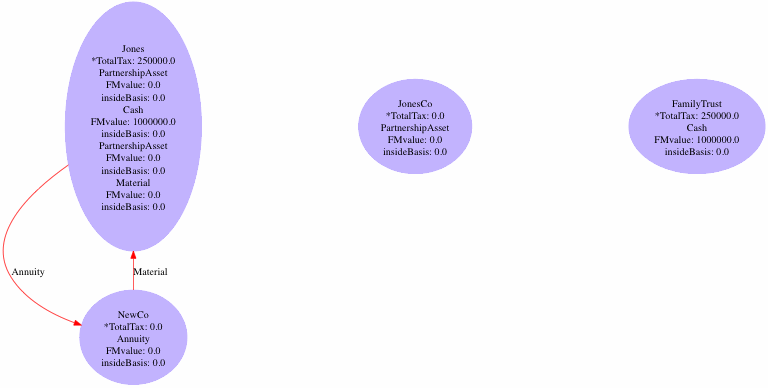 Jones
*TotalTax: 250000.0
PartnershipAsset
FMvalue: 0.0
insideBasis: 0.0
Cash
FMvalue: 1000000.0
insideBasis: 0.0
PartnershipAsset
FMvalue: 0.0
insideBasis: 0.0
Material
FMvalue: 0.0
insideBasis: 0.0
JonesCo
*TotalTax: 0.0
PartnershipAsset
FMvalue: 0.0
insideBasis: 0.0
FamilyTrust
*TotalTax: 250000.0
Cash
FMvalue: 1000000.0
insideBasis: 0.0
Annuity
Material
NewCo
*TotalTax: 0.0
Annuity
FMvalue: 0.0
insideBasis: 0.0